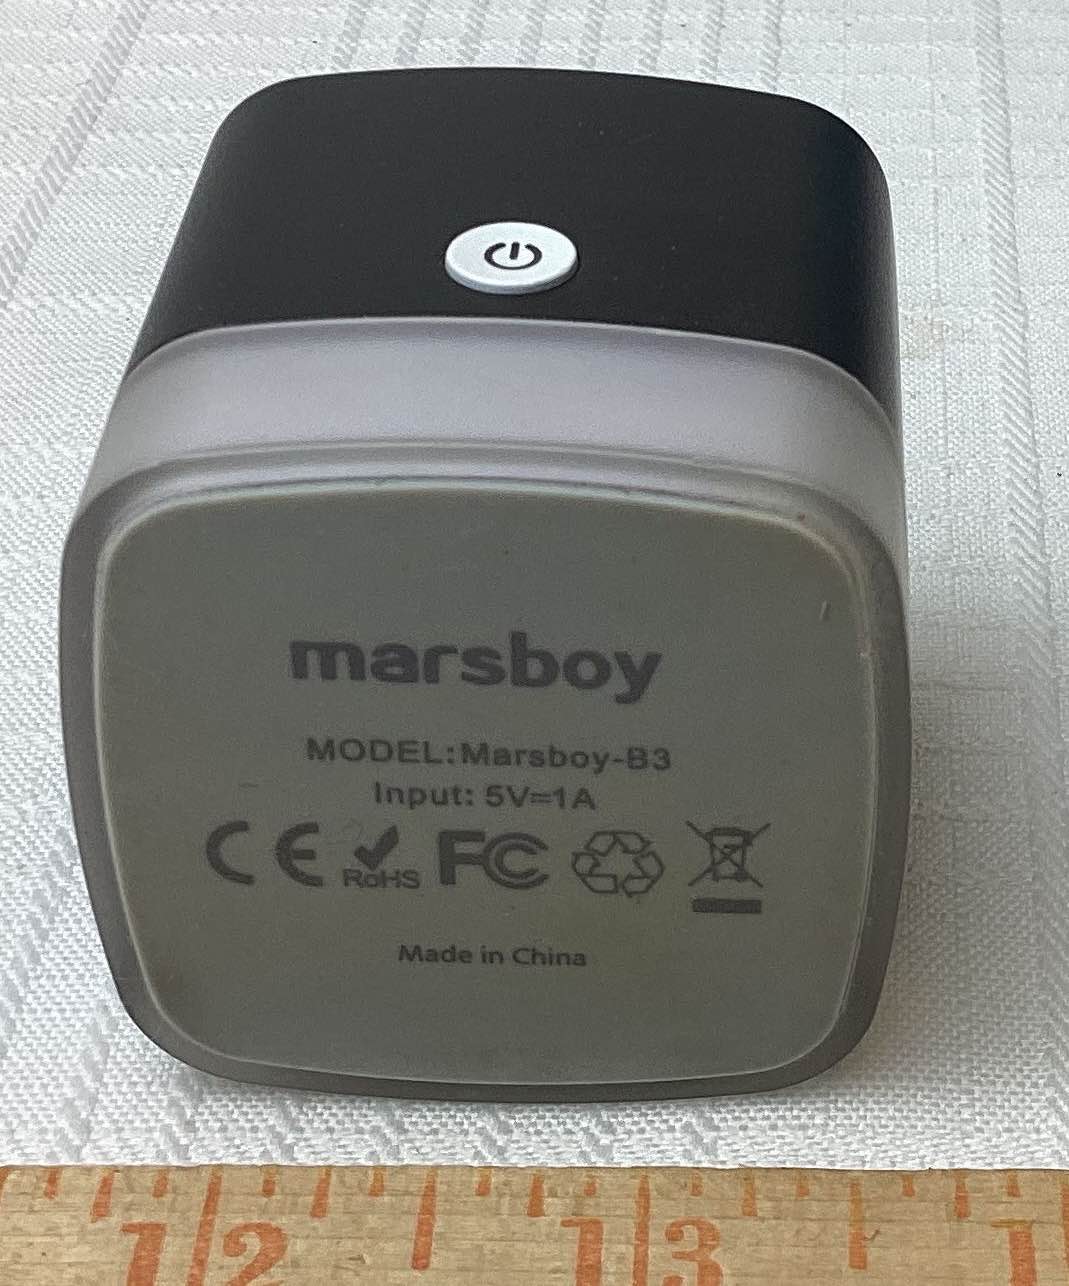 marsboy
MODEL:Marsboy-B3
Input: 5V=1A
CE RoHS FC
Made in China
12 13